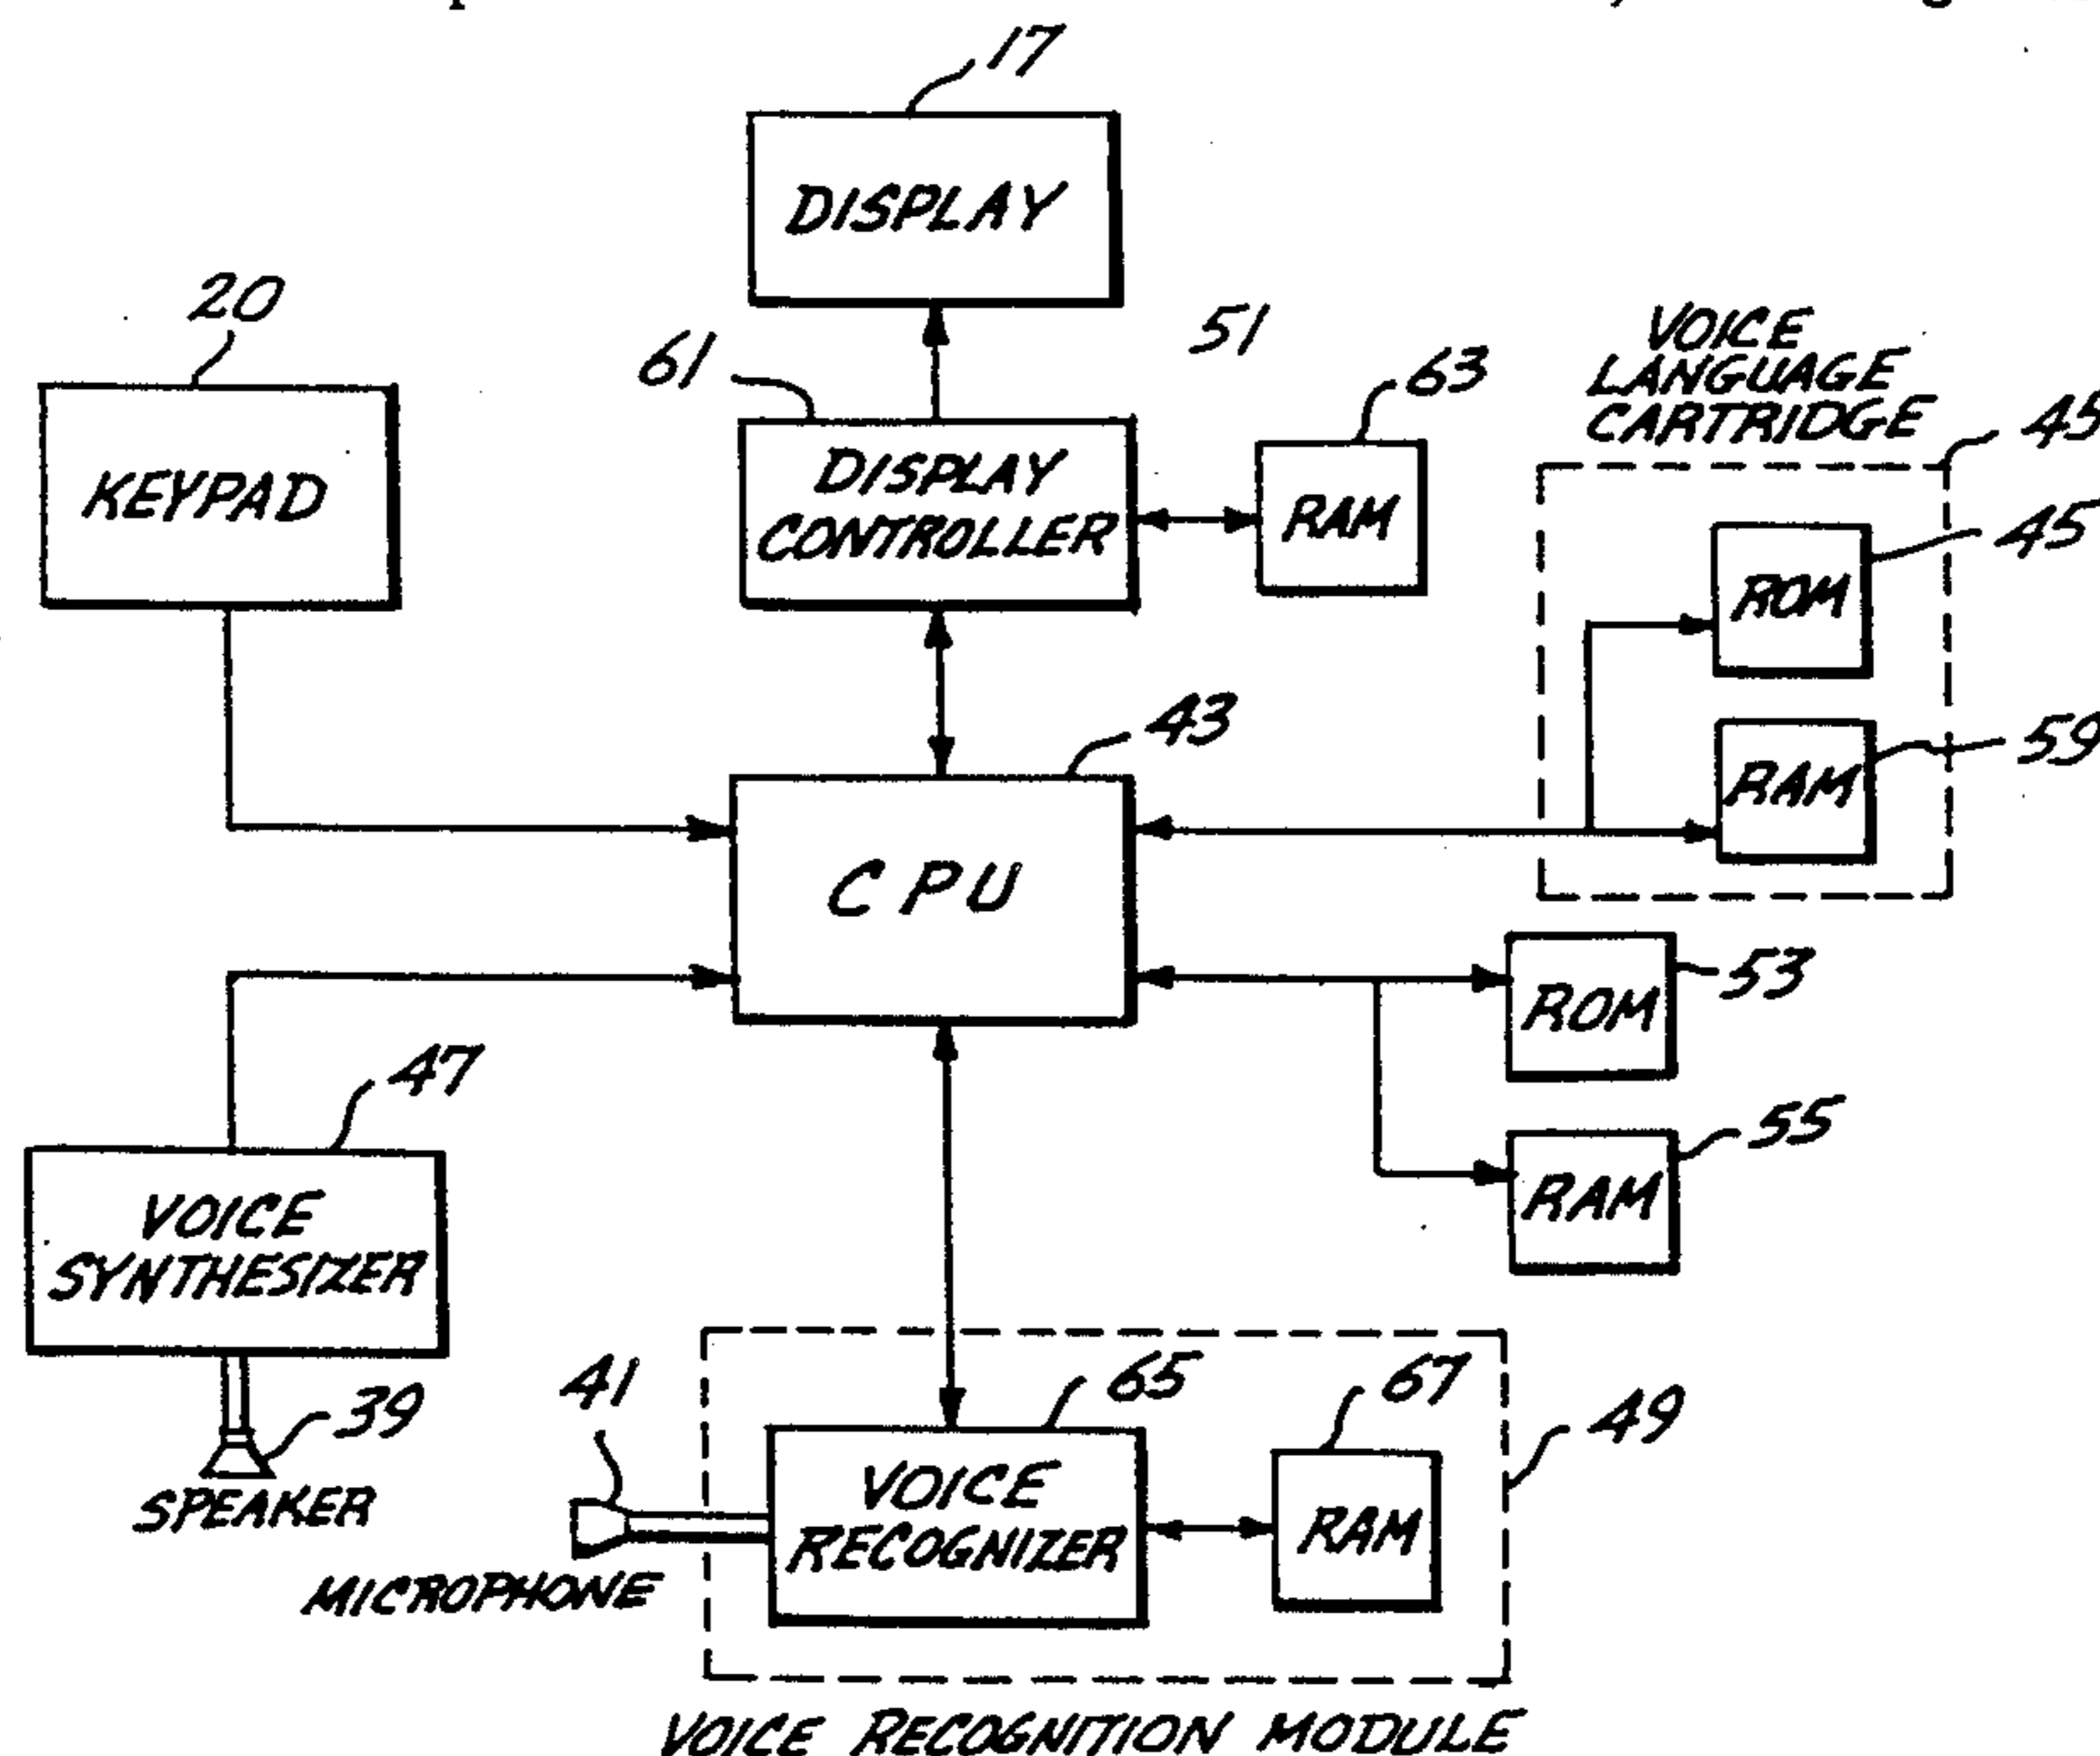 17
DISPLAY
20
61
51
63
VOICE
LANGUAGE
CARTRIDGE
45
KEYPAD
DISPLAY
CONTROLLER
RAM
45
ROM
43
59
RAM
CPU
53
ROM
47
55
RAM
VOICE
SYNTHESIZER
39
SPEAKER
41
65
67
49
VOICE
RECOGNIZER
RAM
MICROPHONE
VOICE RECOGNITION MODULE